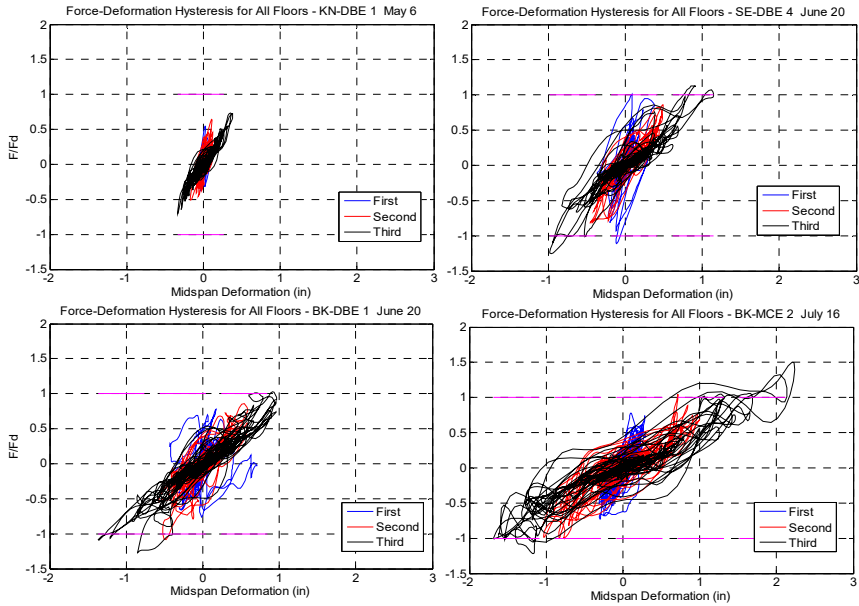 Force-Deformation Hysteresis for All Floors - KN-DBE 1 May 6
2
1.5
1
0.5
0
-0.5
-1
-1.5
F/Fd
-2 -1 0 1 2 3
Midspan Deformation (in)
First
Second
Third
Force-Deformation Hysteresis for All Floors - SE-DBE 4 June 20
2
1.5
1
0.5
0
-0.5
-1
-1.5
-2 -1 0 1 2 3
Midspan Deformation (in)
First
Second
Third
Force-Deformation Hysteresis for All Floors - BK-DBE 1 June 20
2
1.5
1
0.5
0
-0.5
-1
-1.5
F/Fd
-2 -1 0 1 2 3
Midspan Deformation (in)
First
Second
Third
Force-Deformation Hysteresis for All Floors - BK-MCE 2 July 16
2
1.5
1
0.5
0
-0.5
-1
-1.5
-2 -1 0 1 2 3
Midspan Deformation (in)
First
Second
Third